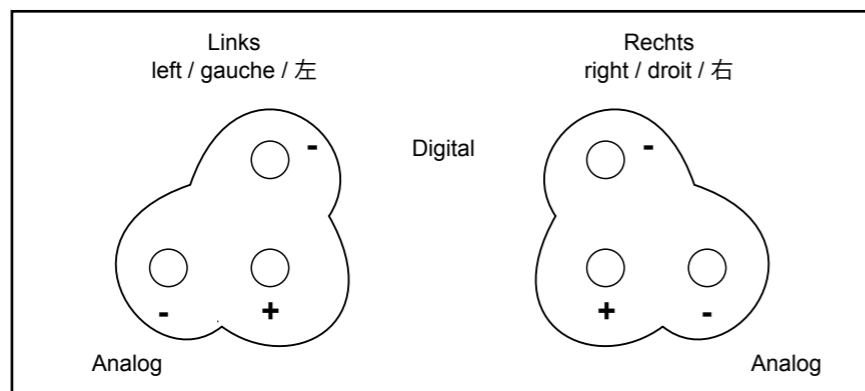 Links
left / gauche / 左
Rechts
right / droit / 右
-
Digital
-
-
+
+
-
Analog
Analog